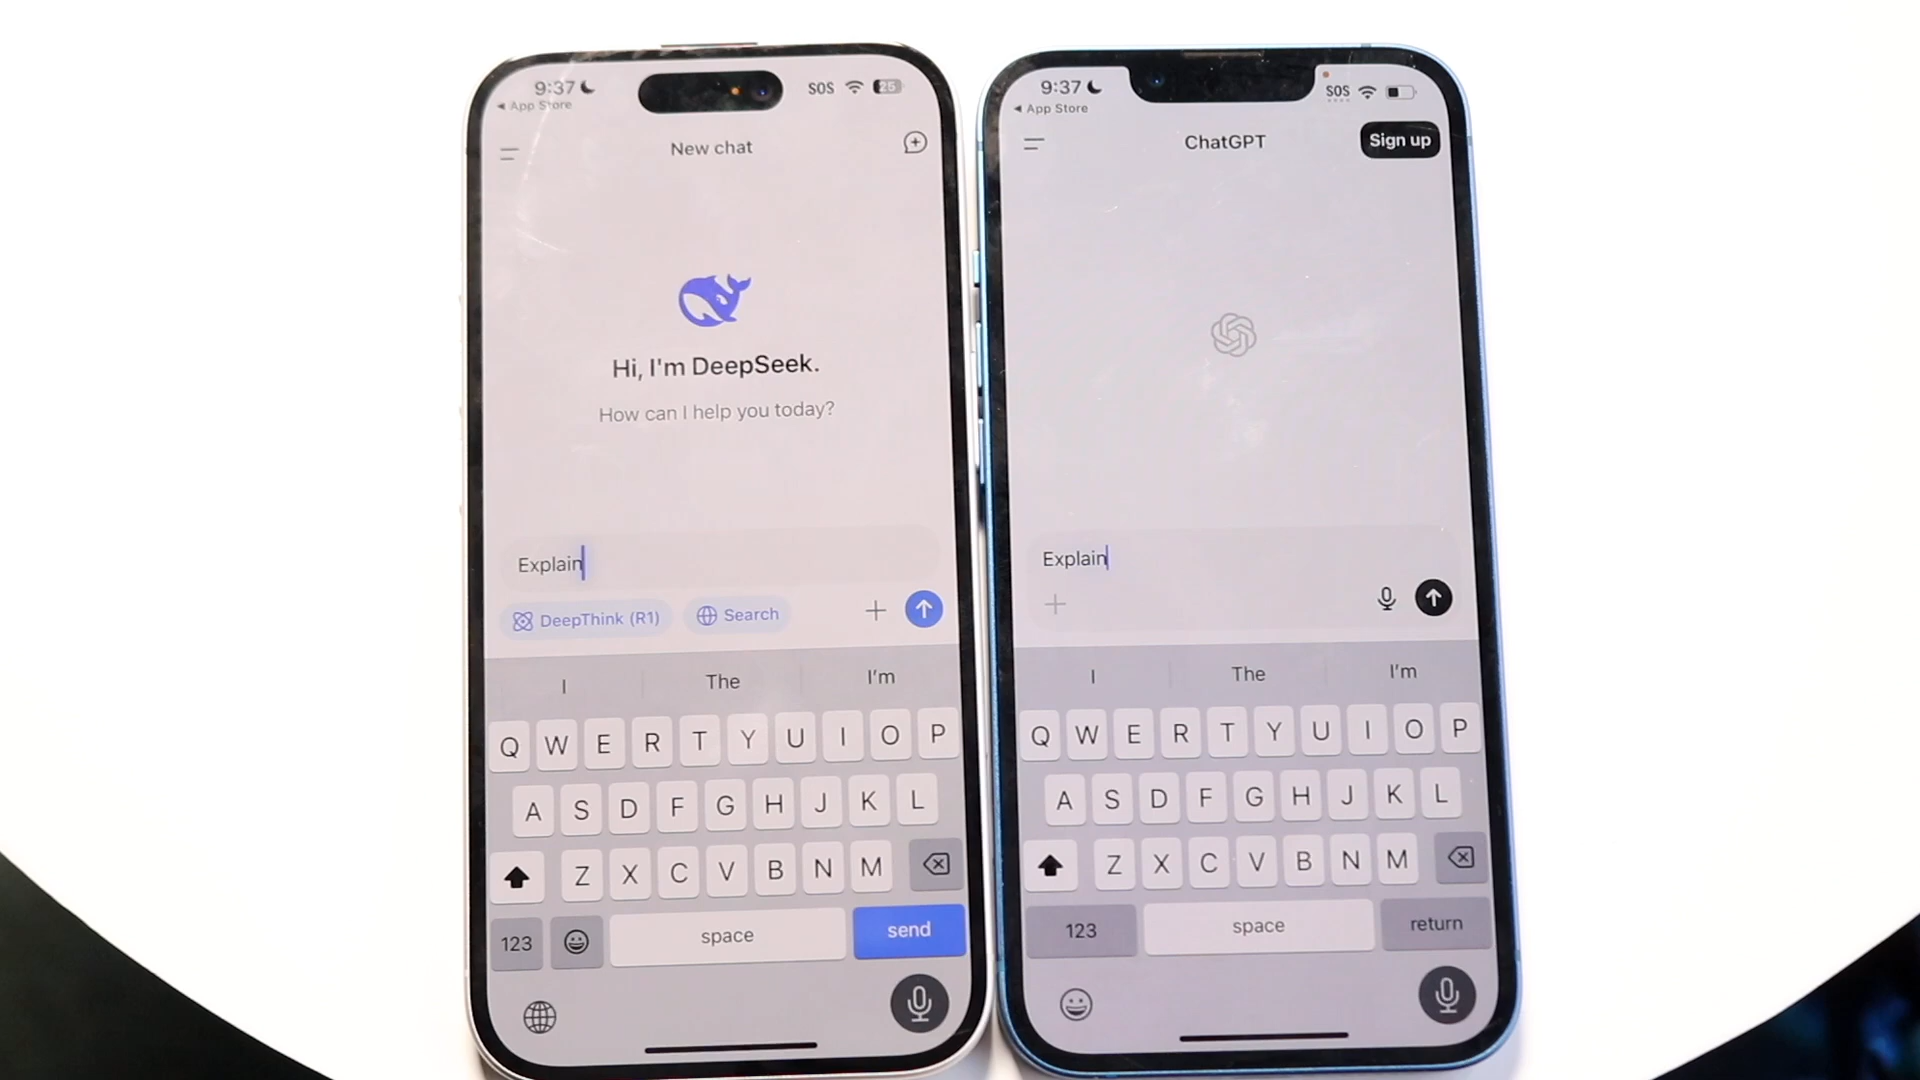 9:37
SOS
25
App Store
New chat
Hi, I'm DeepSeek.
How can I help you today?
Explain
DeepThink (R1)
Search
I
The
I'm
Q W E R T Y U I O P
A S D F G H J K L
Z X C V B N M
123
space
send
9:37
SOS
App Store
ChatGPT
Sign up
Explain
I
The
I'm
Q W E R T Y U I O P
A S D F G H J K L
Z X C V B N M
123
space
return